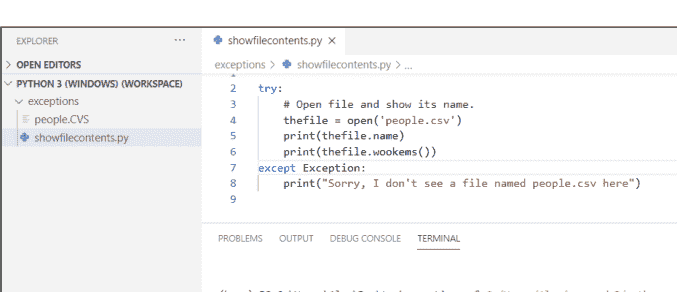 EXPLORER
...
showfilecontents.py
OPEN EDITORS
exceptions > showfilecontents.py > ...
PYTHON 3 (WINDOWS) (WORKSPACE)
exceptions
people.CVS
showfilecontents.py
2 try:
3 # Open file and show its name.
4 thefile = open('people.csv')
5 print(thefile.name)
6 print(thefile.wookems())
7 except Exception:
8 print("Sorry, I don't see a file named people.csv here")
9
PROBLEMS OUTPUT DEBUG CONSOLE TERMINAL